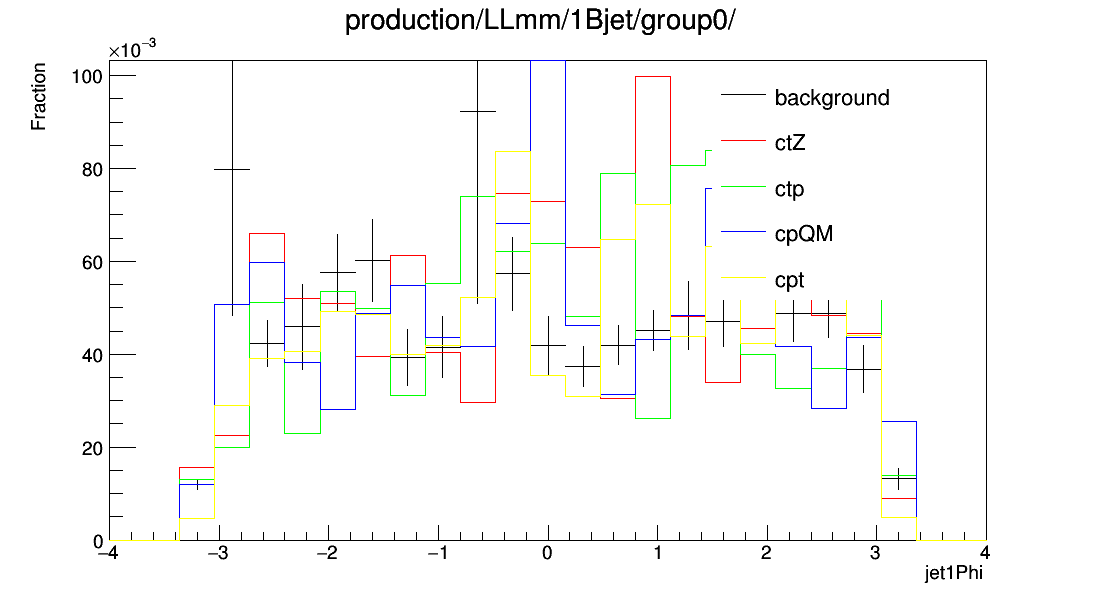 production/LLmm/1Bjet/group0/
×10⁻³
Fraction
100
80
60
40
20
0
background
ctZ
ctp
cpQM
cpt
−4 −3 −2 −1 0 1 2 3 4
jet1Phi